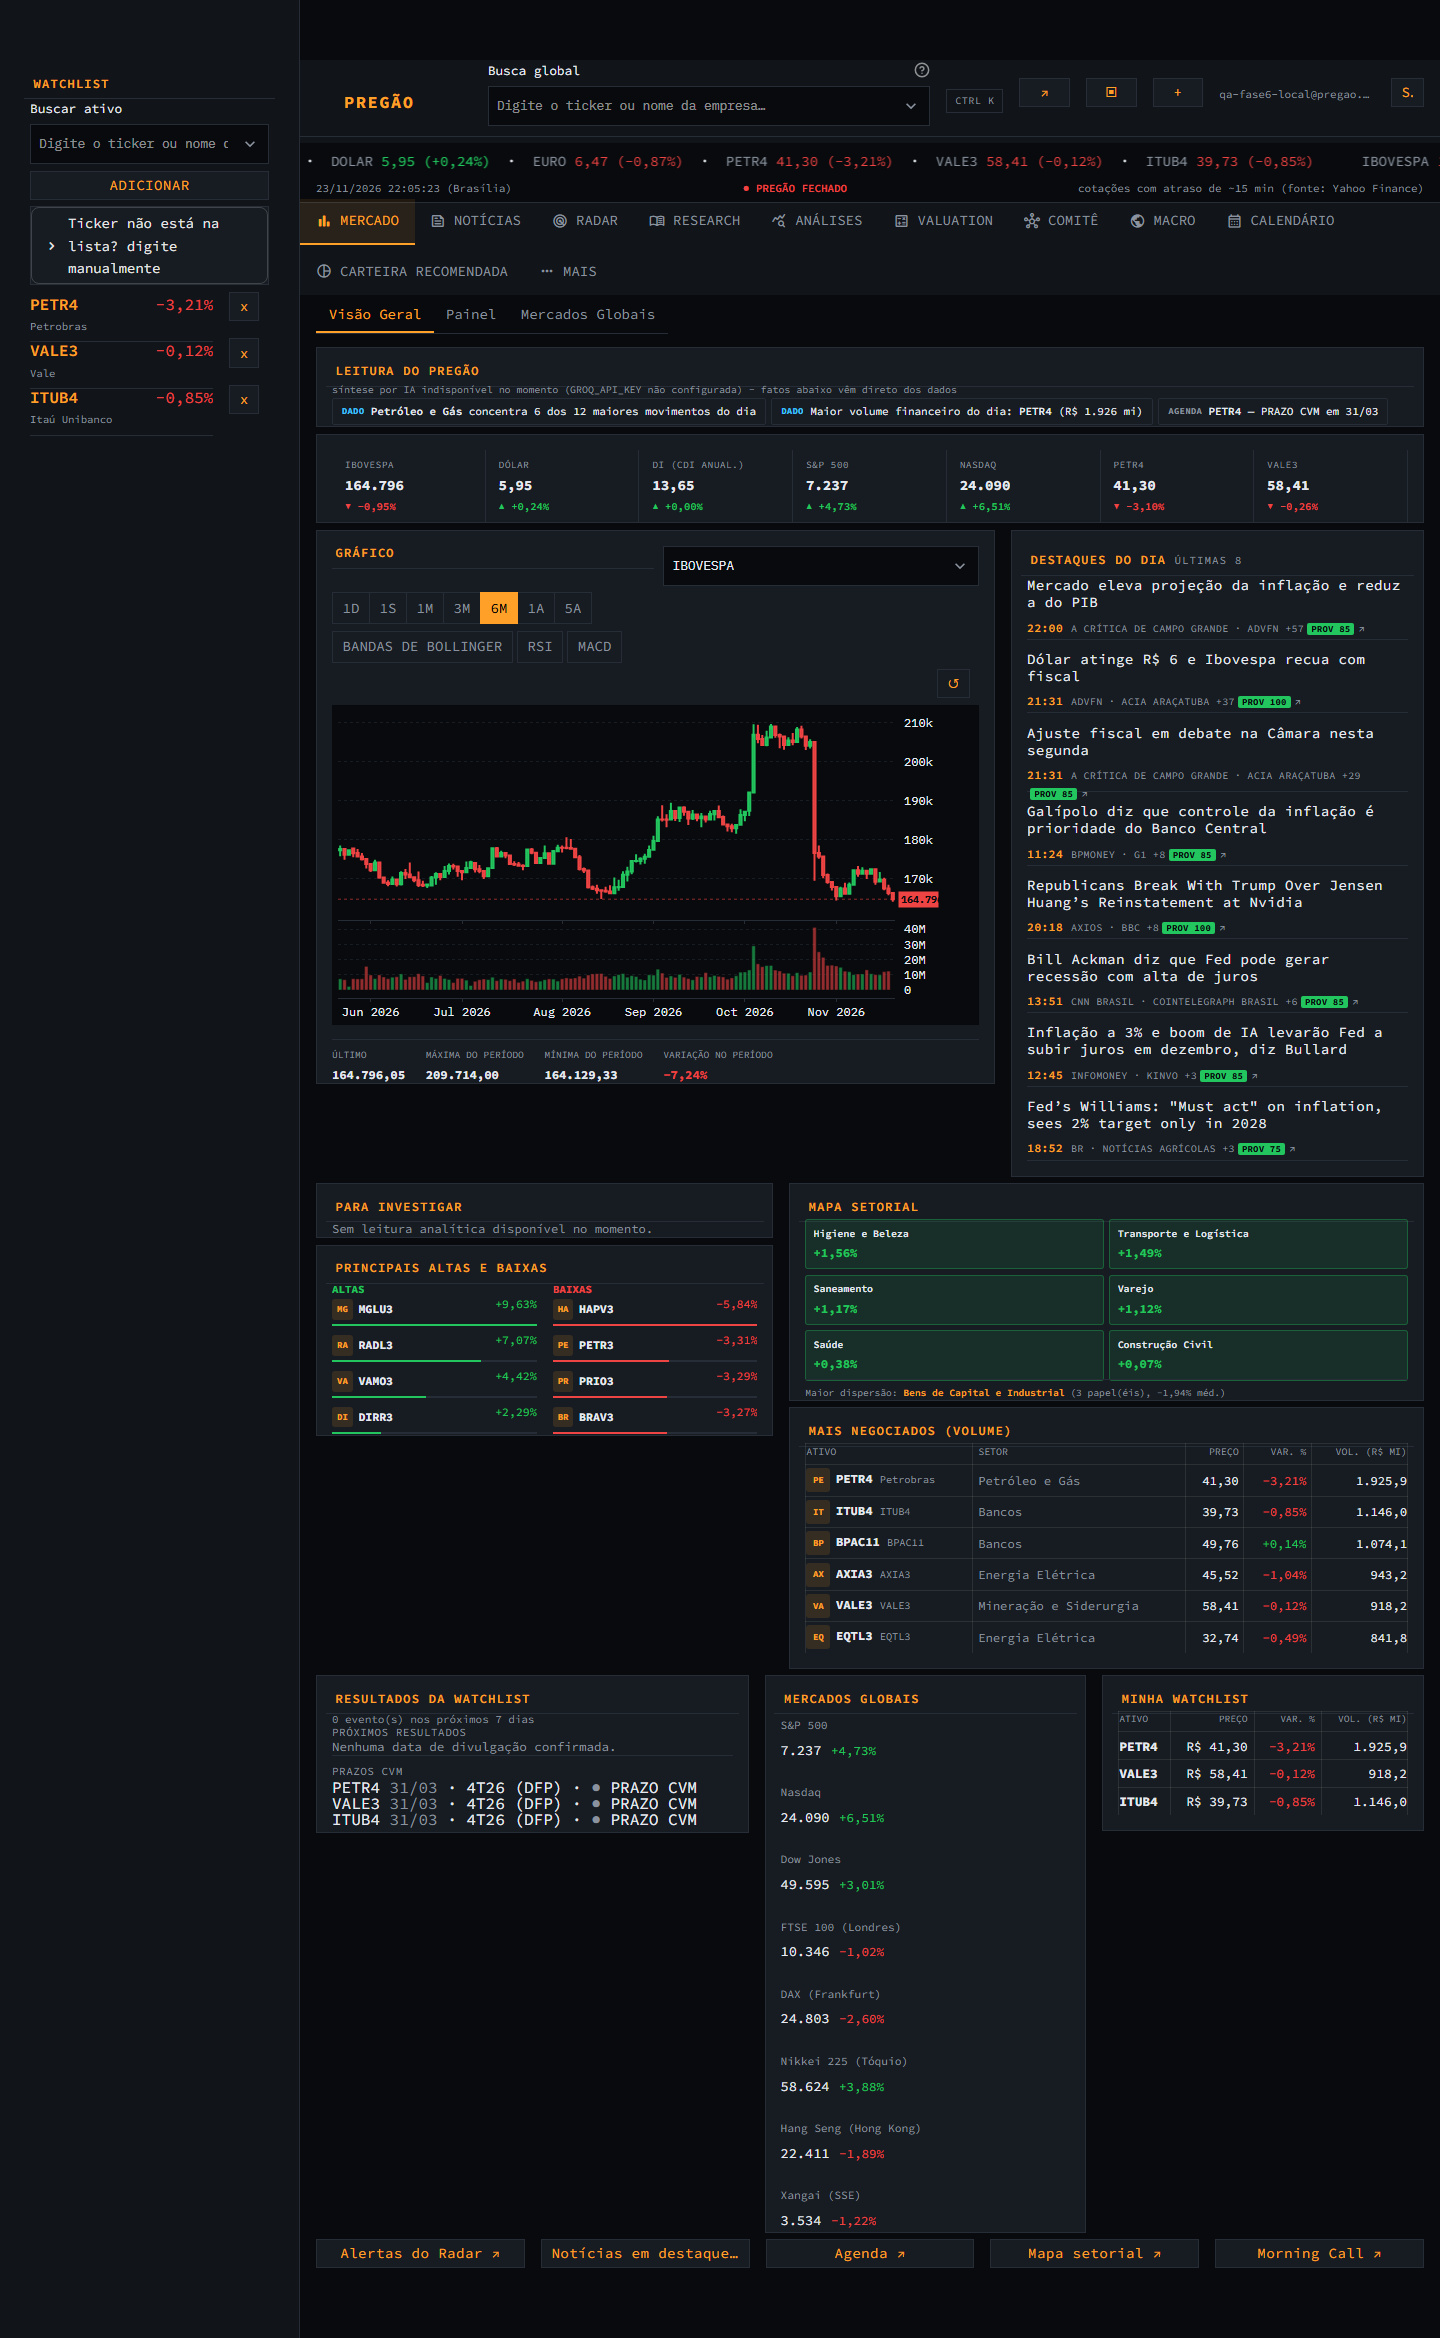 WATCHLIST
Buscar ativo
Digite o ticker ou nome d
ADICIONAR
Ticker não está na
lista? digite
manualmente
PETR4 -3,21% x
Petrobras
VALE3 -0,12% x
Vale
ITUB4 -0,85% x
Itaú Unibanco
PREGÃO
Busca global
Digite o ticker ou nome da empresa…
CTRL K
↗
+
qa-fase6-local@pregao.…
S.
• DOLAR 5,95 (+0,24%) • EURO 6,47 (-0,87%) • PETR4 41,30 (-3,21%) • VALE3 58,41 (-0,12%) • ITUB4 39,73 (-0,85%) IBOVESPA
23/11/2026 22:05:23 (Brasília)
● PREGÃO FECHADO
cotações com atraso de ~15 min (fonte: Yahoo Finance)
MERCADO NOTÍCIAS RADAR RESEARCH ANÁLISES VALUATION COMITÊ MACRO CALENDÁRIO
CARTEIRA RECOMENDADA ··· MAIS
Visão Geral Painel Mercados Globais
LEITURA DO PREGÃO
síntese por IA indisponível no momento (GROQ_API_KEY não configurada) — fatos abaixo vêm direto dos dados
DADO Petróleo e Gás concentra 6 dos 12 maiores movimentos do dia
DADO Maior volume financeiro do dia: PETR4 (R$ 1.926 mi)
AGENDA PETR4 — PRAZO CVM em 31/03
IBOVESPA DÓLAR DI (CDI ANUAL.) S&P 500 NASDAQ PETR4 VALE3
164.796 5,95 13,65 7.237 24.090 41,30 58,41
▼ -0,95% ▲ +0,24% ▲ +0,00% ▲ +4,73% ▲ +6,51% ▼ -3,10% ▼ -0,26%
GRÁFICO
IBOVESPA
1D 1S 1M 3M 6M 1A 5A
BANDAS DE BOLLINGER RSI MACD
↺
210k
200k
190k
180k
170k
164.79
40M
30M
20M
10M
0
Jun 2026 Jul 2026 Aug 2026 Sep 2026 Oct 2026 Nov 2026
ÚLTIMO MÁXIMA DO PERÍODO MÍNIMA DO PERÍODO VARIAÇÃO NO PERÍODO
164.796,05 209.714,00 164.129,33 -7,24%
DESTAQUES DO DIA ÚLTIMAS 8
Mercado eleva projeção da inflação e reduz
a do PIB
22:00 A CRÍTICA DE CAMPO GRANDE · ADVFN +57 PROV 85 ↗
Dólar atinge R$ 6 e Ibovespa recua com
fiscal
21:31 ADVFN · ACIA ARAÇATUBA +37 PROV 100 ↗
Ajuste fiscal em debate na Câmara nesta
segunda
21:31 A CRÍTICA DE CAMPO GRANDE · ACIA ARAÇATUBA +29
PROV 85 ↗
Galípolo diz que controle da inflação é
prioridade do Banco Central
11:24 BPMONEY · G1 +8 PROV 85 ↗
Republicans Break With Trump Over Jensen
Huang’s Reinstatement at Nvidia
20:18 AXIOS · BBC +8 PROV 100 ↗
Bill Ackman diz que Fed pode gerar
recessão com alta de juros
13:51 CNN BRASIL · COINTELEGRAPH BRASIL +6 PROV 85 ↗
Inflação a 3% e boom de IA levarão Fed a
subir juros em dezembro, diz Bullard
12:45 INFOMONEY · KINVO +3 PROV 85 ↗
Fed’s Williams: "Must act" on inflation,
sees 2% target only in 2028
18:52 BR · NOTÍCIAS AGRÍCOLAS +3 PROV 75 ↗
PARA INVESTIGAR
Sem leitura analítica disponível no momento.
PRINCIPAIS ALTAS E BAIXAS
ALTAS BAIXAS
MG MGLU3 +9,63% HA HAPV3 -5,84%
RA RADL3 +7,07% PE PETR3 -3,31%
VA VAMO3 +4,42% PR PRIO3 -3,29%
DI DIRR3 +2,29% BR BRAV3 -3,27%
MAPA SETORIAL
Higiene e Beleza Transporte e Logística
+1,56% +1,49%
Saneamento Varejo
+1,17% +1,12%
Saúde Construção Civil
+0,38% +0,07%
Maior dispersão: Bens de Capital e Industrial (3 papel(éis), -1,94% méd.)
MAIS NEGOCIADOS (VOLUME)
ATIVO SETOR PREÇO VAR. % VOL. (R$ MI)
PE PETR4 Petrobras Petróleo e Gás 41,30 -3,21% 1.925,9
IT ITUB4 ITUB4 Bancos 39,73 -0,85% 1.146,0
BP BPAC11 BPAC11 Bancos 49,76 +0,14% 1.074,1
AX AXIA3 AXIA3 Energia Elétrica 45,52 -1,04% 943,2
VA VALE3 VALE3 Mineração e Siderurgia 58,41 -0,12% 918,2
EQ EQTL3 EQTL3 Energia Elétrica 32,74 -0,49% 841,8
RESULTADOS DA WATCHLIST
0 evento(s) nos próximos 7 dias
PRÓXIMOS RESULTADOS
Nenhuma data de divulgação confirmada.
PRAZOS CVM
PETR4 31/03 · 4T26 (DFP) · ● PRAZO CVM
VALE3 31/03 · 4T26 (DFP) · ● PRAZO CVM
ITUB4 31/03 · 4T26 (DFP) · ● PRAZO CVM
MERCADOS GLOBAIS
S&P 500
7.237 +4,73%
Nasdaq
24.090 +6,51%
Dow Jones
49.595 +3,01%
FTSE 100 (Londres)
10.346 -1,02%
DAX (Frankfurt)
24.803 -2,60%
Nikkei 225 (Tóquio)
58.624 +3,88%
Hang Seng (Hong Kong)
22.411 -1,89%
Xangai (SSE)
3.534 -1,22%
MINHA WATCHLIST
ATIVO PREÇO VAR. % VOL. (R$ MI)
PETR4 R$ 41,30 -3,21% 1.925,9
VALE3 R$ 58,41 -0,12% 918,2
ITUB4 R$ 39,73 -0,85% 1.146,0
Alertas do Radar ↗ Notícias em destaque… Agenda ↗ Mapa setorial ↗ Morning Call ↗